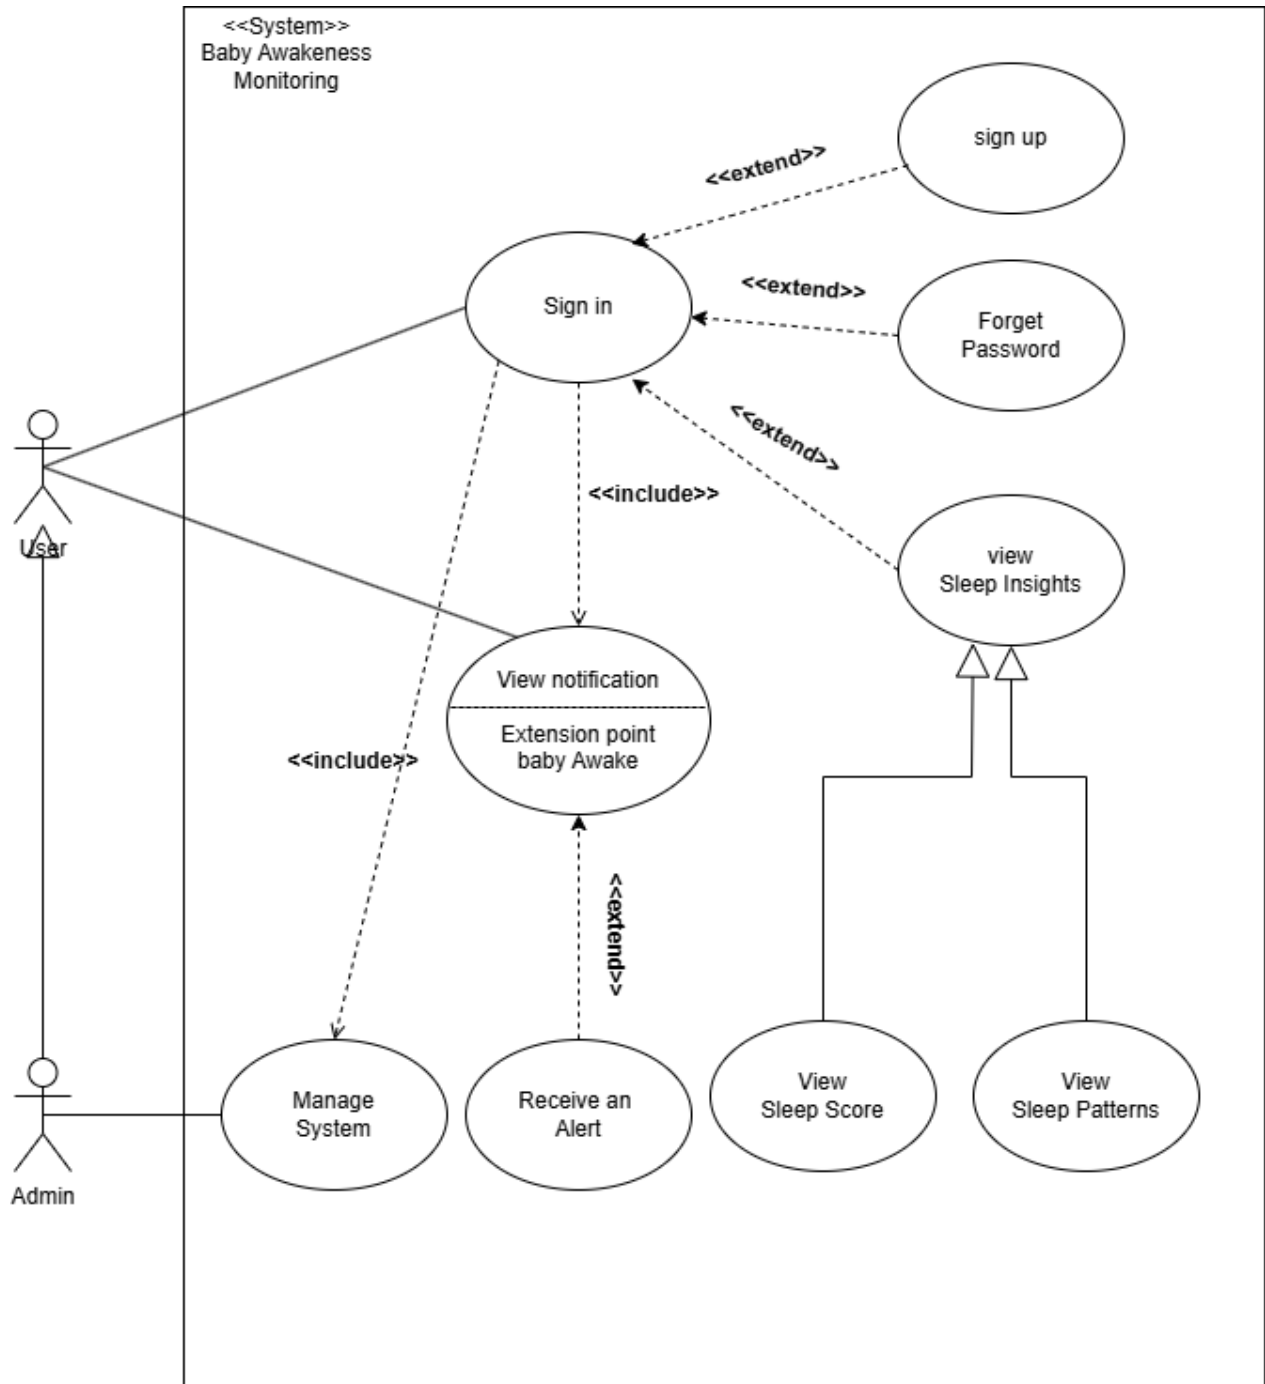 <<System>>
Baby Awakeness
Monitoring
sign up
<<extend>>
Sign in
<<extend>>
Forget
Password
<<extend>>
<<include>>
view
Sleep Insights
User
View notification
Extension point
baby Awake
<<include>>
<<extend>>
Manage
System
Receive an
Alert
View
Sleep Score
View
Sleep Patterns
Admin